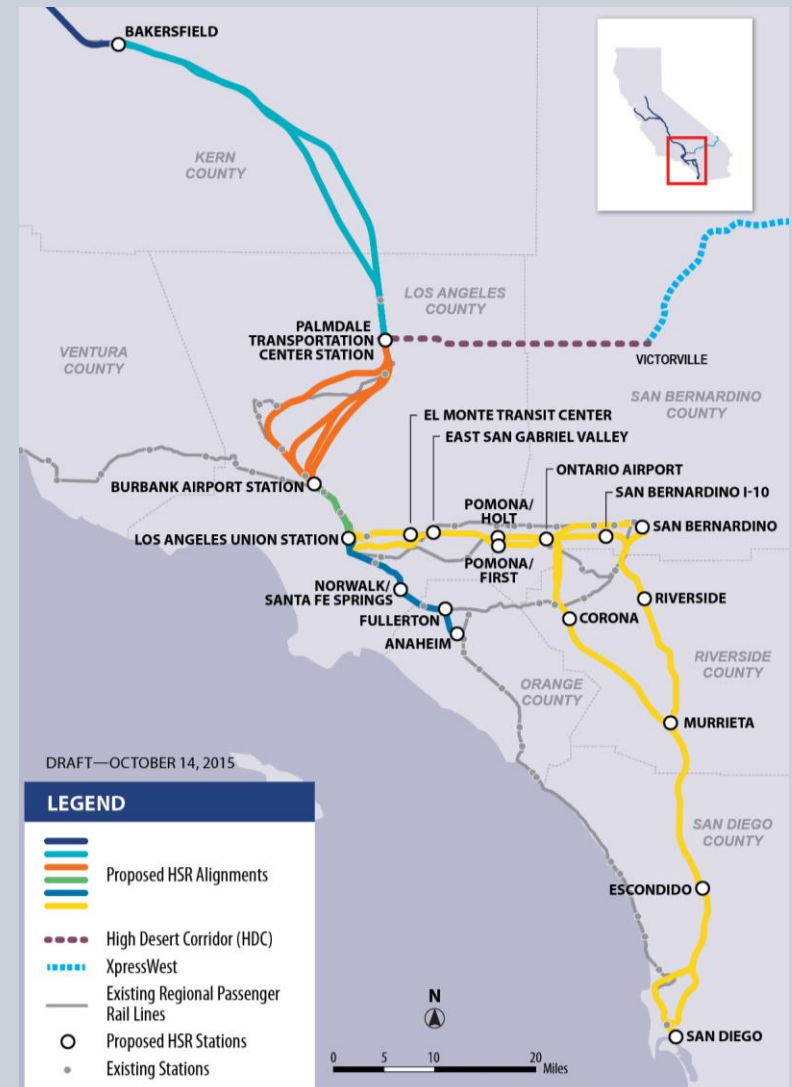 BAKERSFIELD
KERN
COUNTY
LOS ANGELES
COUNTY
PALMDALE
TRANSPORTATION
CENTER STATION
VENTURA
COUNTY
VICTORVILLE
SAN BERNARDINO
COUNTY
EL MONTE TRANSIT CENTER
EAST SAN GABRIEL VALLEY
ONTARIO AIRPORT
BURBANK AIRPORT STATION
POMONA/
HOLT
SAN BERNARDINO I-10
SAN BERNARDINO
LOS ANGELES UNION STATION
POMONA/
FIRST
NORWALK/
SANTA FE SPRINGS
RIVERSIDE
FULLERTON
CORONA
ANAHEIM
RIVERSIDE
COUNTY
ORANGE
COUNTY
MURRIETA
DRAFT—OCTOBER 14, 2015
LEGEND
Proposed HSR Alignments
High Desert Corridor (HDC)
XpressWest
Existing Regional Passenger
Rail Lines
Proposed HSR Stations
Existing Stations
SAN DIEGO
COUNTY
ESCONDIDO
SAN DIEGO
N
0 5 10 20
Miles